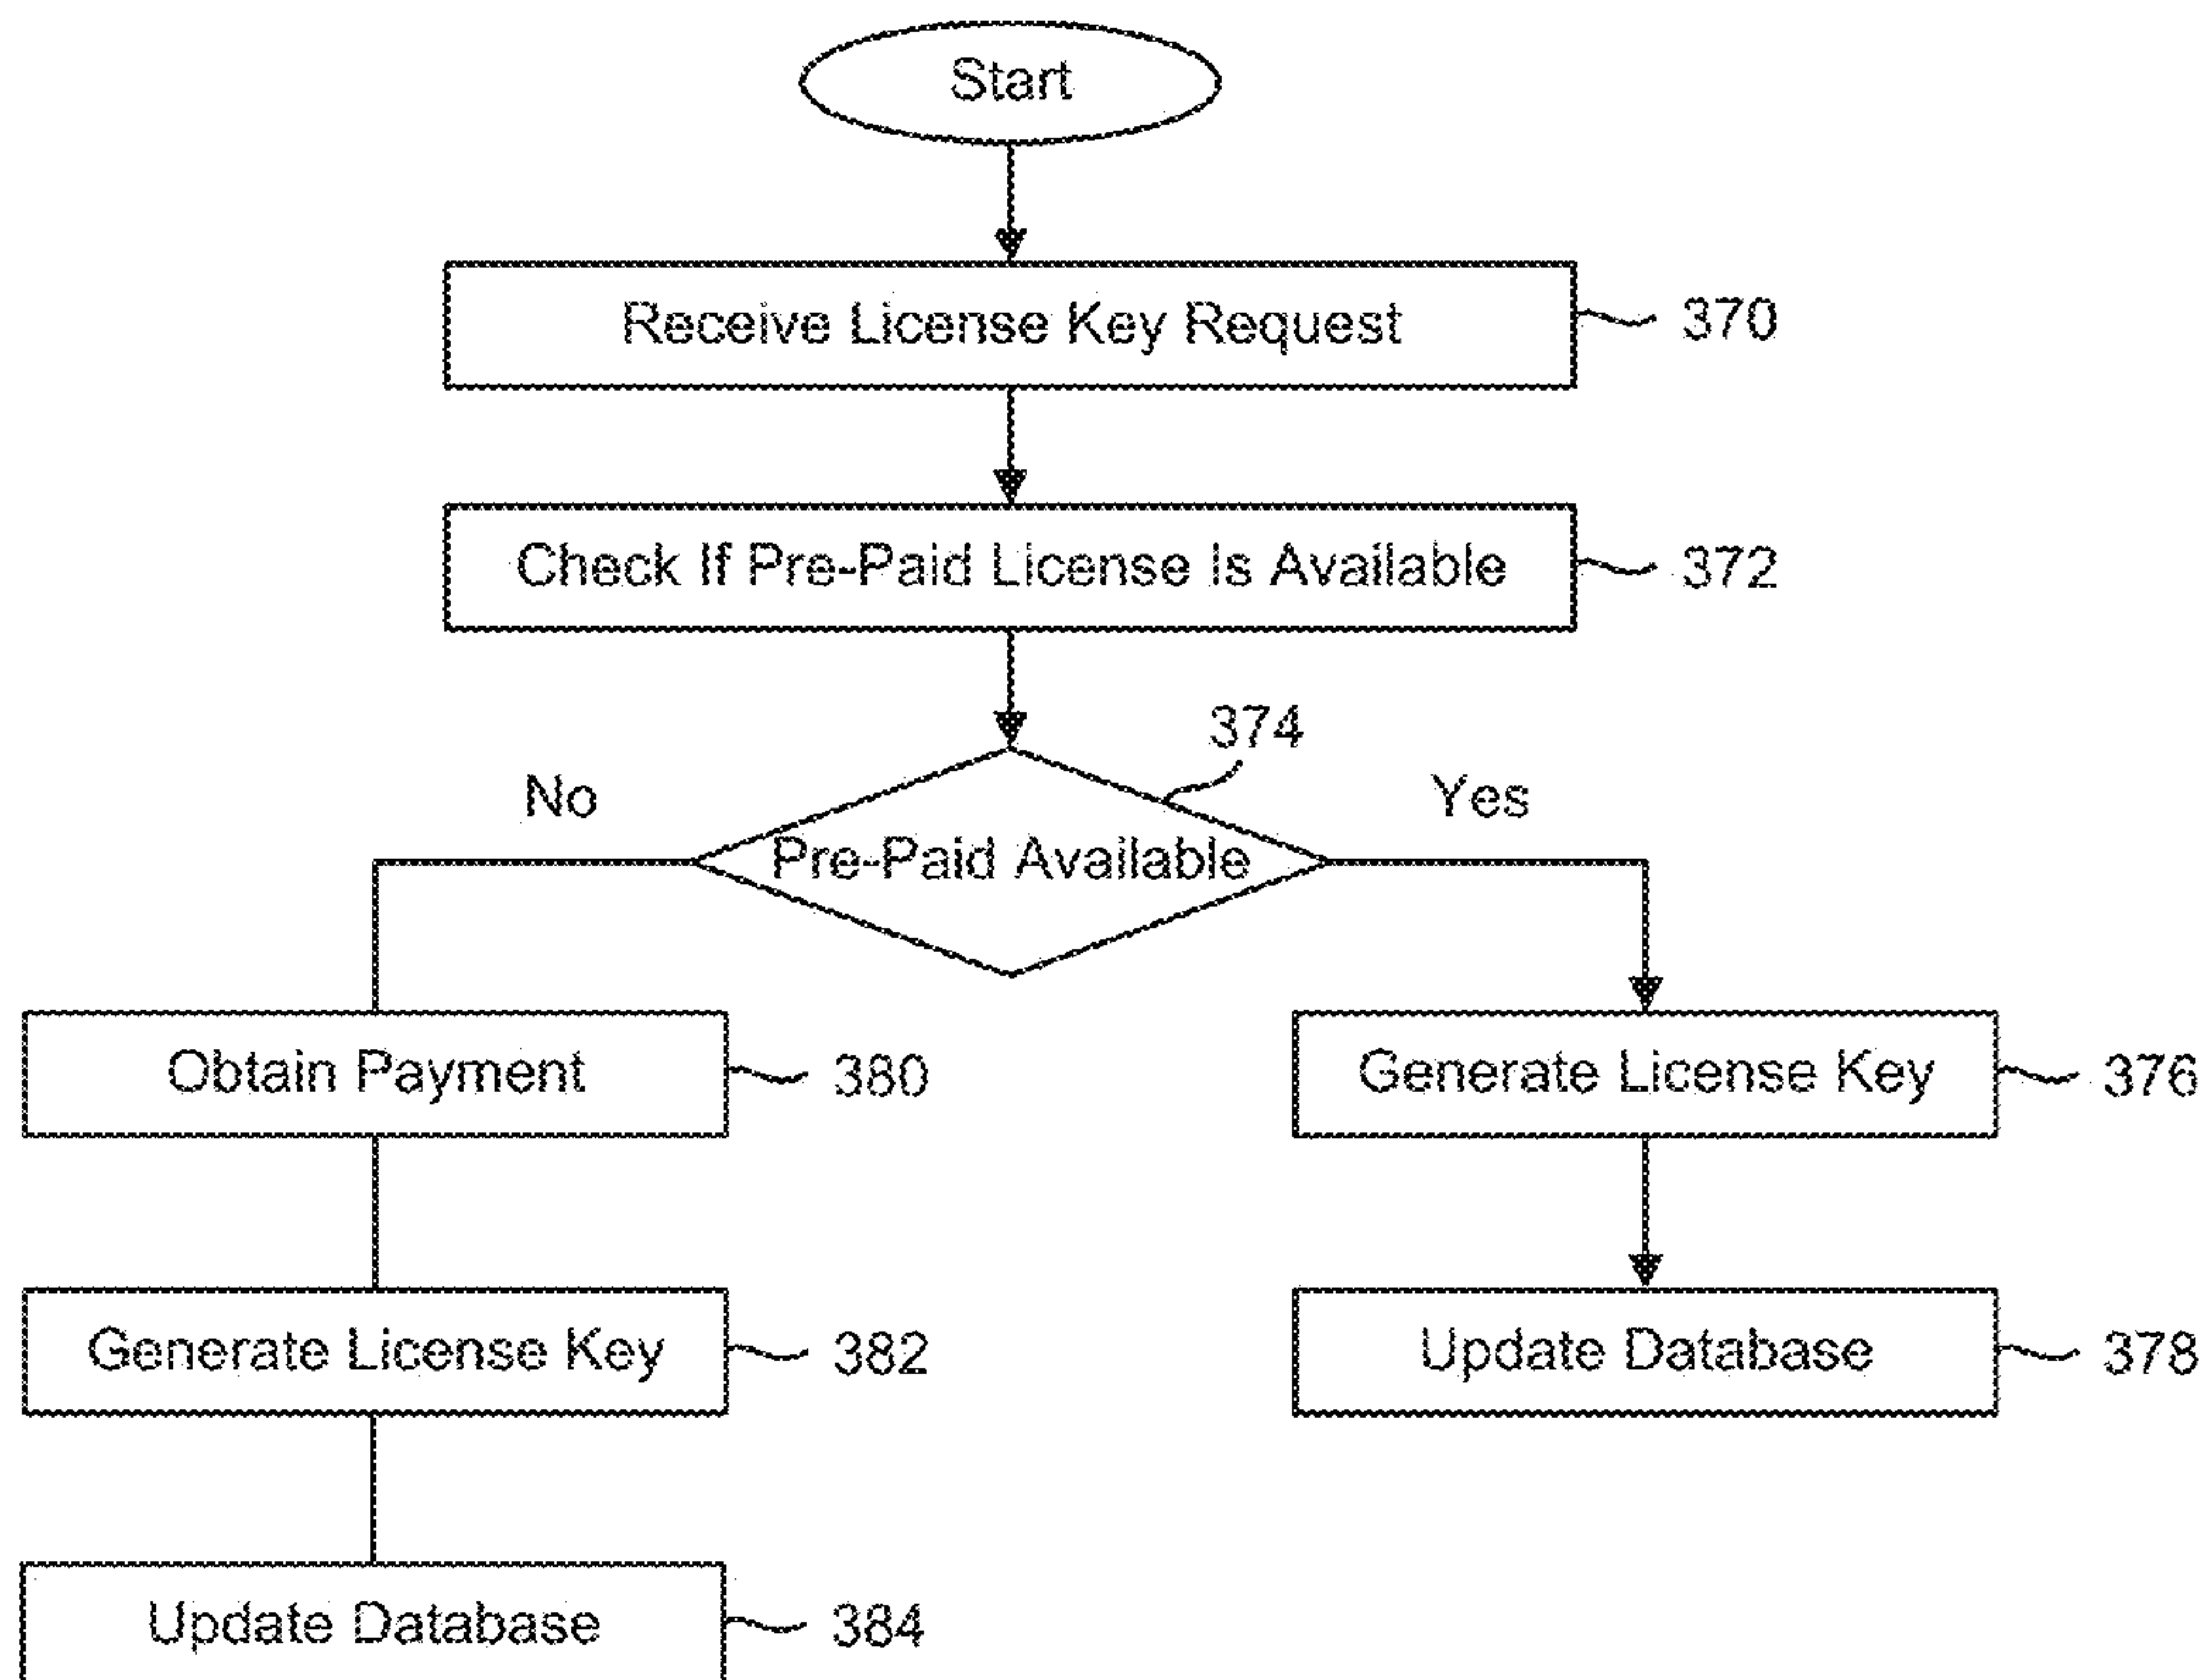 Start
Receive License Key Request
370
Check If Pre-Paid License Is Available
372
374
No
Yes
Pre-Paid Available
Obtain Payment
380
Generate License Key
376
Generate License Key
382
Update Database
378
Update Database
384